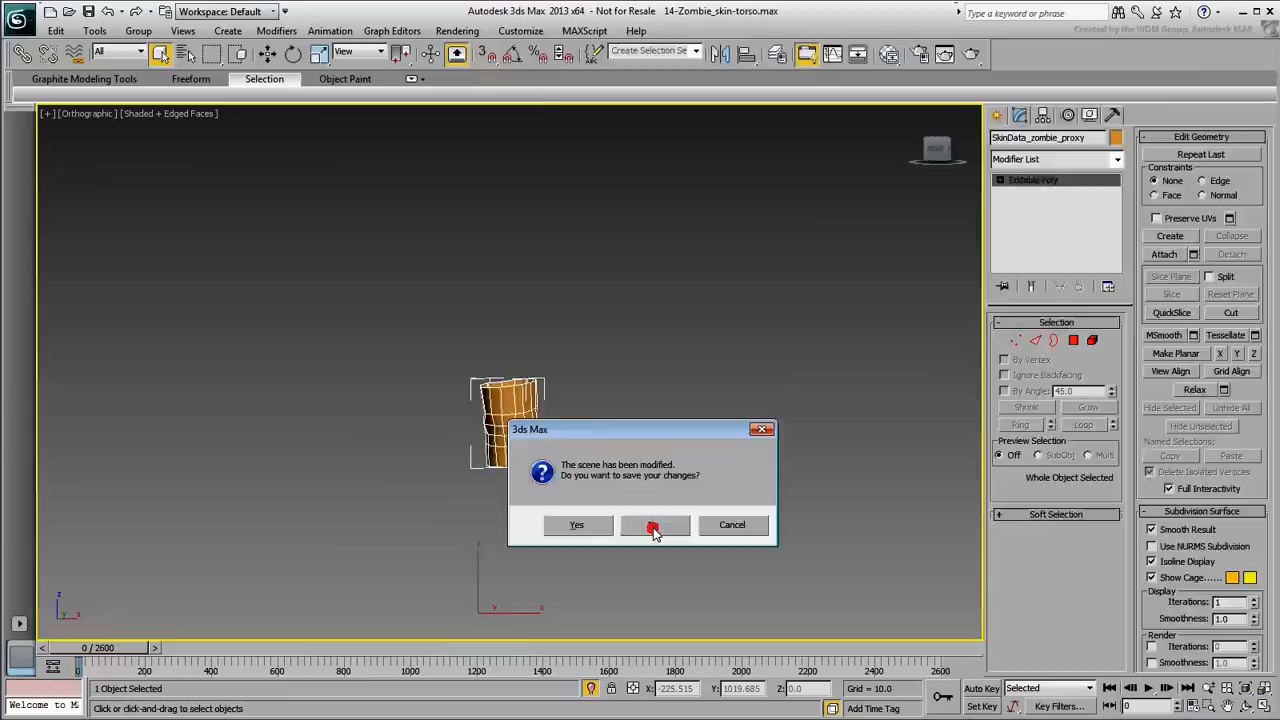 Workspace: Default
Autodesk 3ds Max 2013 x64 - Not for Resale 14-Zombie_skin-torso.max
Type a keyword or phrase
Edit Tools Group Views Create Modifiers Animation Graph Editors Rendering Customize MAXScript Help
Created by the WGM Group, Autodesk M&E
All View Create Selection Se
Graphite Modeling Tools Freeform Selection Object Paint
[+] [Orthographic] [Shaded + Edged Faces]
SkinData_zombie_proxy
Modifier List
Editable Poly
Selection
By Vertex
Ignore Backfacing
By Angle: 45.0
Shrink Grow
Ring Loop
Preview Selection
Off SubObj Multi
Whole Object Selected
Soft Selection
Edit Geometry
Repeat Last
Constraints
None Edge
Face Normal
Preserve UVs
Create Collapse
Attach Detach
Slice Plane Split
Slice Reset Plane
QuickSlice Cut
MSmooth Tessellate
Make Planar X Y Z
View Align Grid Align
Relax
Hide Selected Unhide All
Hide Unselected
Named Selections:
Copy Paste
Delete Isolated Vertices
Full Interactivity
Subdivision Surface
Smooth Result
Use NURMS Subdivision
Isoline Display
Show Cage......
Display
Iterations: 1
Smoothness: 1.0
Render
Iterations: 0
Smoothness: 1.0
3ds Max
The scene has been modified.
Do you want to save your changes?
Yes Cancel
z
y x
z
y x
0 / 2600
200 400 600 800 1000 1200 1400 1600 1800 2000 2200 2400 2600
1 Object Selected
X: -225.515 Y: 1019.685 Z: 0.0 Grid = 10.0
Auto Key Selected
Welcome to M
Click or click-and-drag to select objects
Add Time Tag
Set Key Key Filters... 0